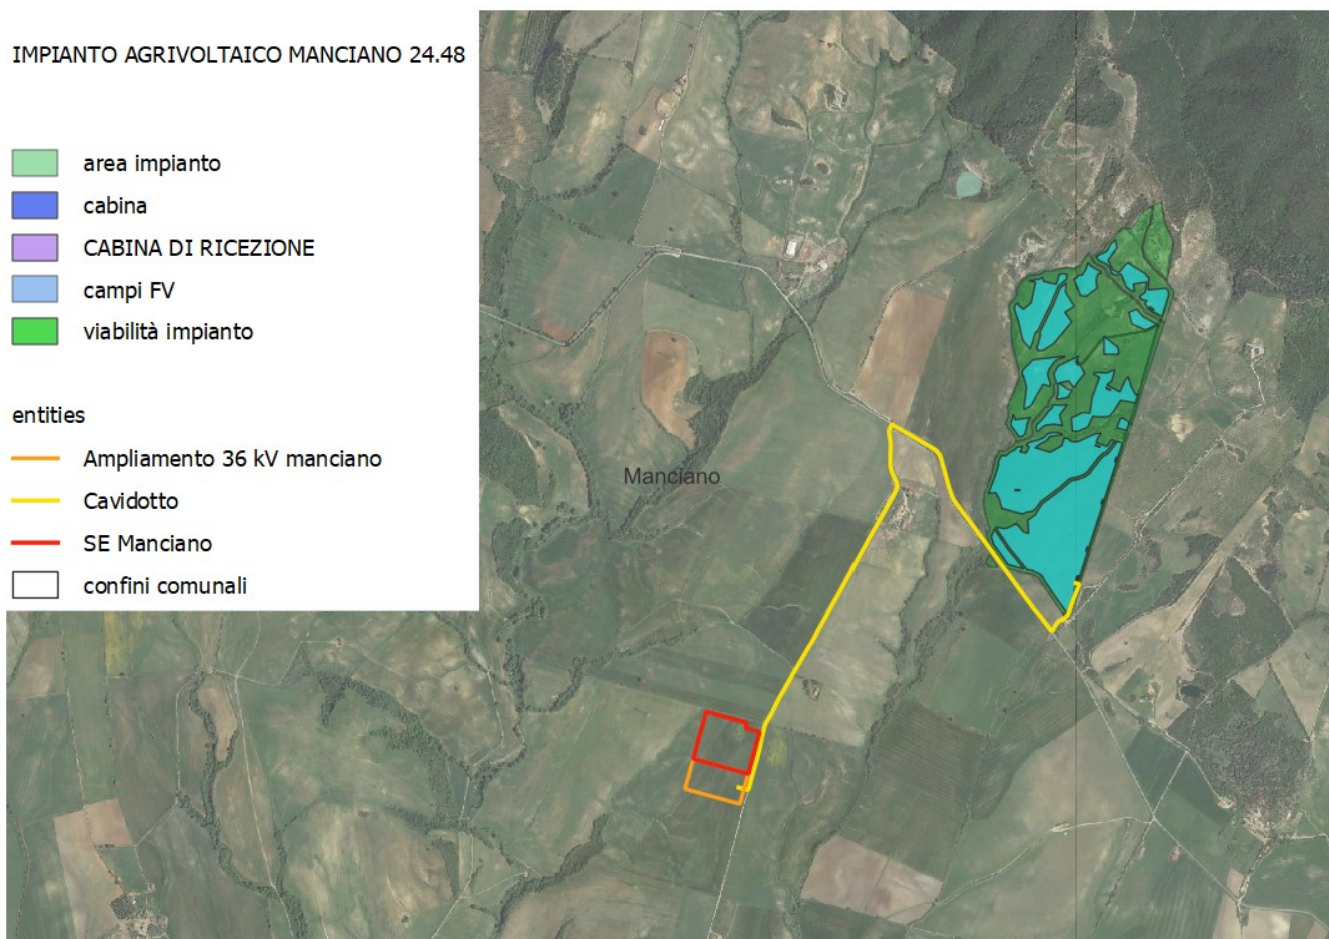 IMPIANTO AGRIVOLTAICO MANCIANO 24.48
area impianto
cabina
CABINA DI RICEZIONE
campi FV
viabilità impianto
entities
Ampliamento 36 kV manciano
Cavidotto
SE Manciano
confini comunali
Manciano